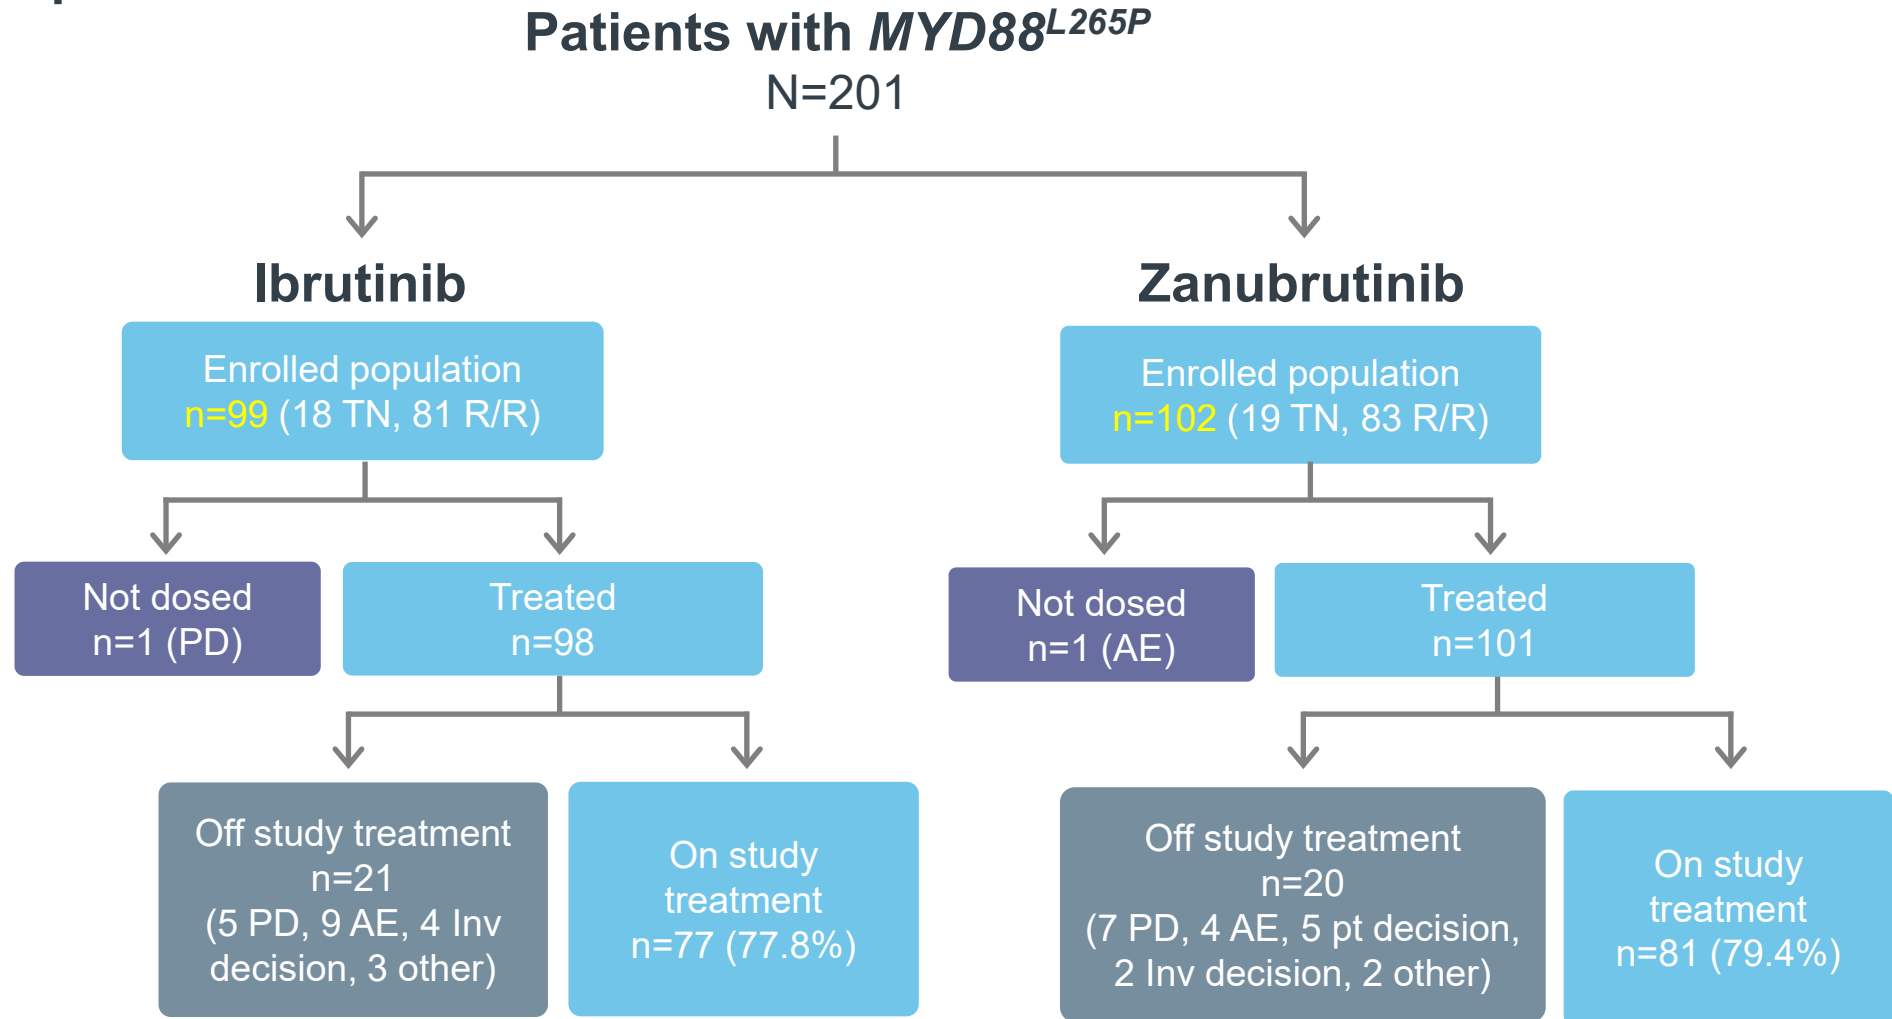 Patients with MYD88L265P
N=201
Ibrutinib
Enrolled population
n=99 (18 TN, 81 R/R)
Not dosed
n=1 (PD)
Treated
n=98
Off study treatment
n=21
(5 PD, 9 AE, 4 Inv
decision, 3 other)
On study
treatment
n=77 (77.8%)
Zanubrutinib
Enrolled population
n=102 (19 TN, 83 R/R)
Not dosed
n=1 (AE)
Treated
n=101
Off study treatment
n=20
(7 PD, 4 AE, 5 pt decision,
2 Inv decision, 2 other)
On study
treatment
n=81 (79.4%)